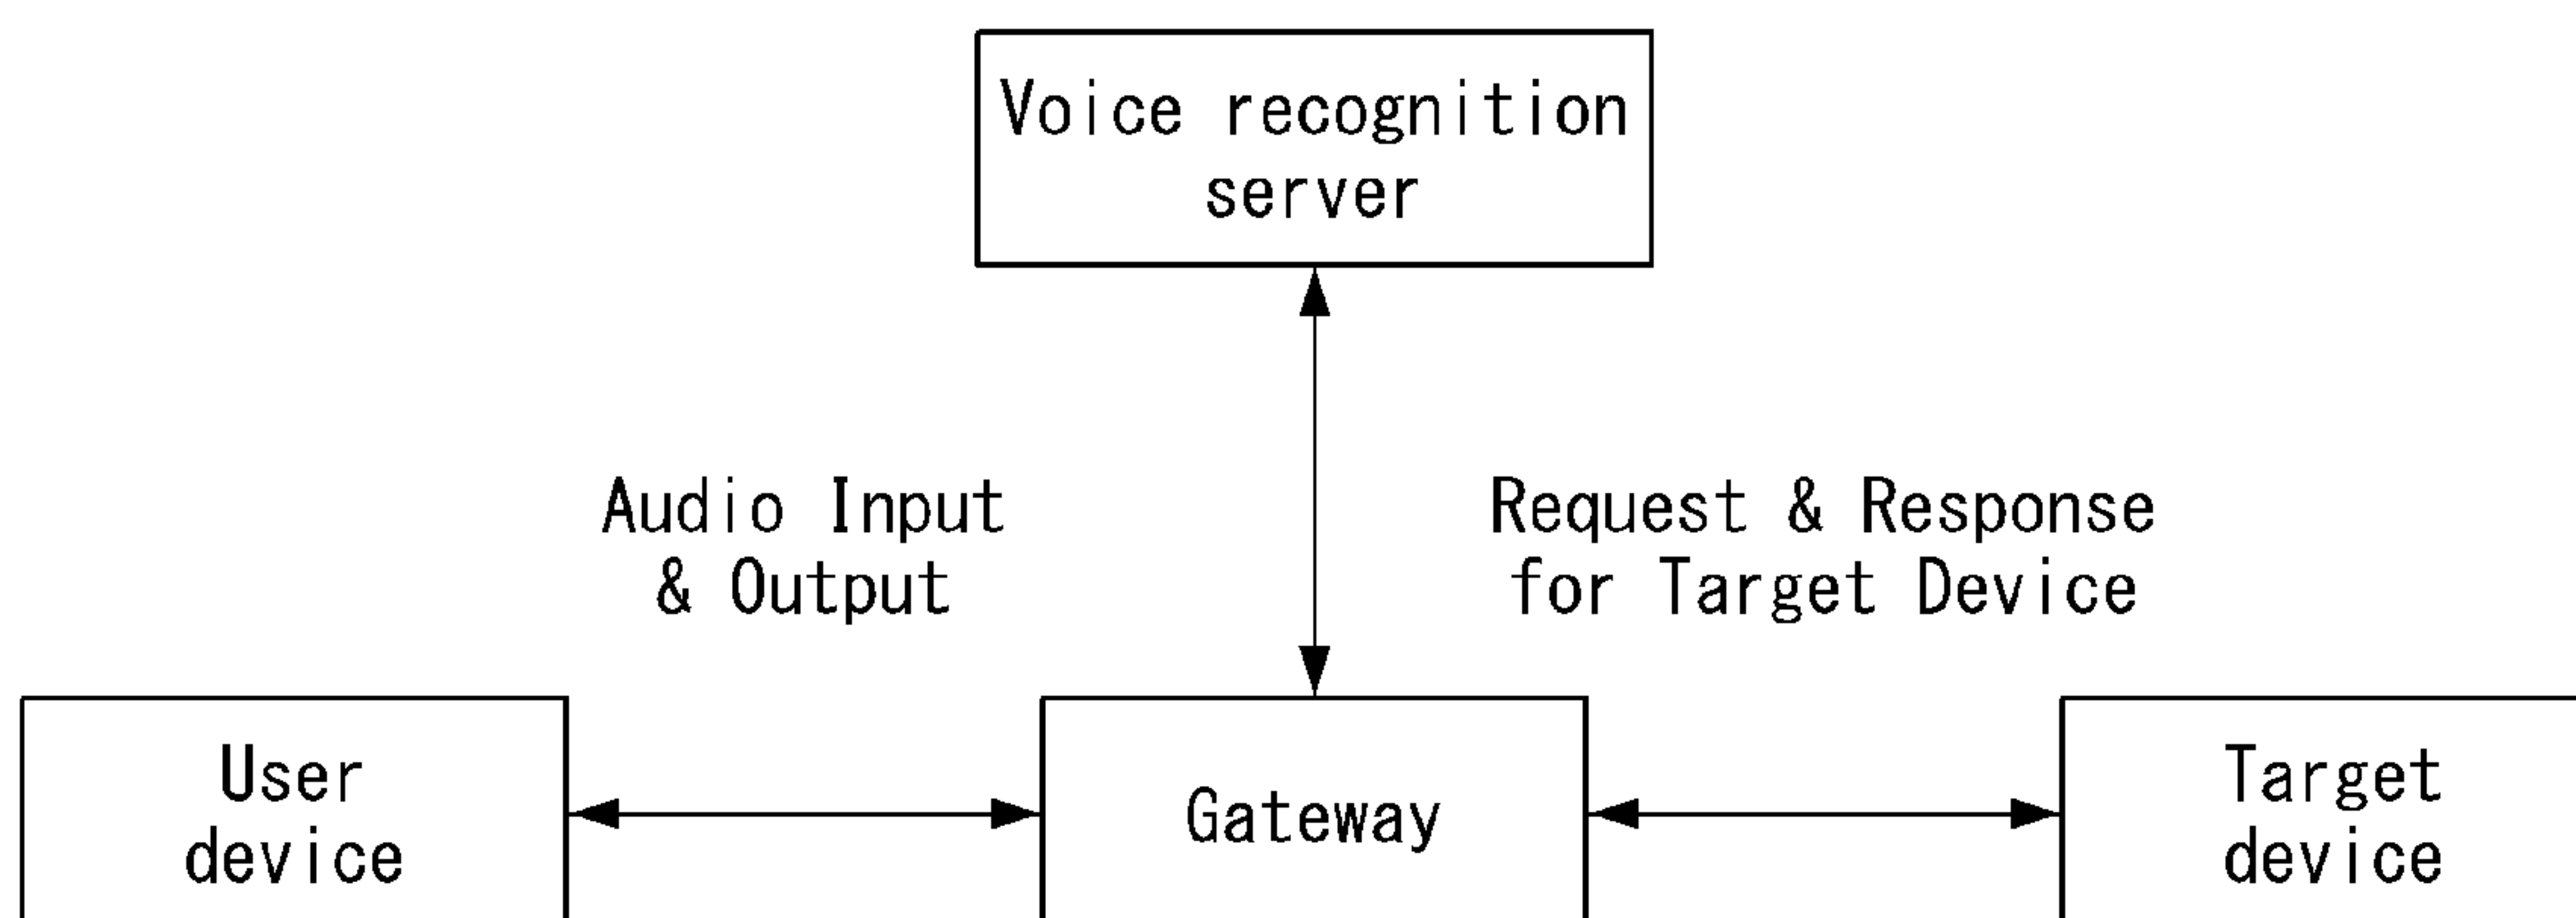 Voice recognition
server
Audio Input
& Output
Request & Response
for Target Device
User
device
Gateway
Target
device